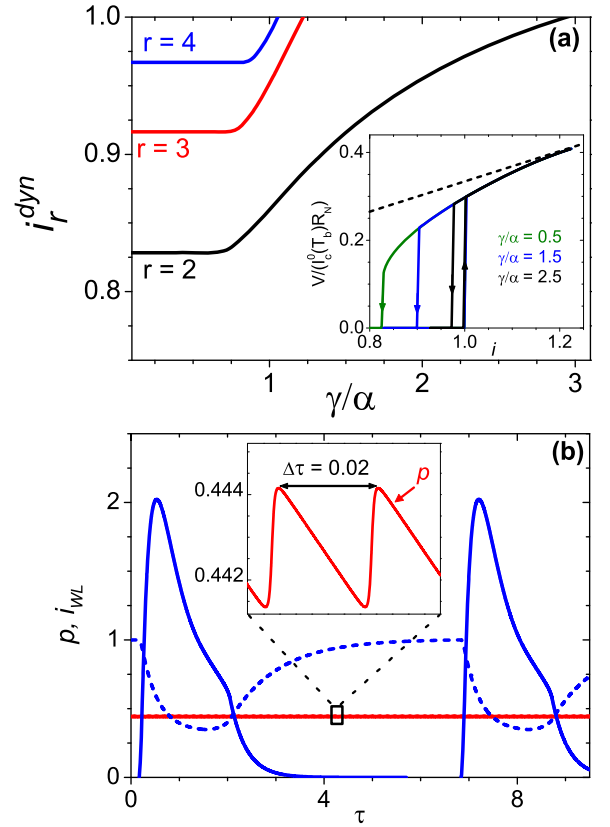 1.0
(a)
r = 4
0.9
r = 3
i_r^{dyn}
0.8
r = 2
0.4
0.2
0.0
V/(I_c^0(T_b)R_N)
γ/α = 0.5
γ/α = 1.5
γ/α = 2.5
0.8 1.0 i 1.2
1 2 3
γ/α
(b)
2
1
0
p, i_{WL}
Δτ = 0.02
p
0.444
0.442
0 4 8
τ